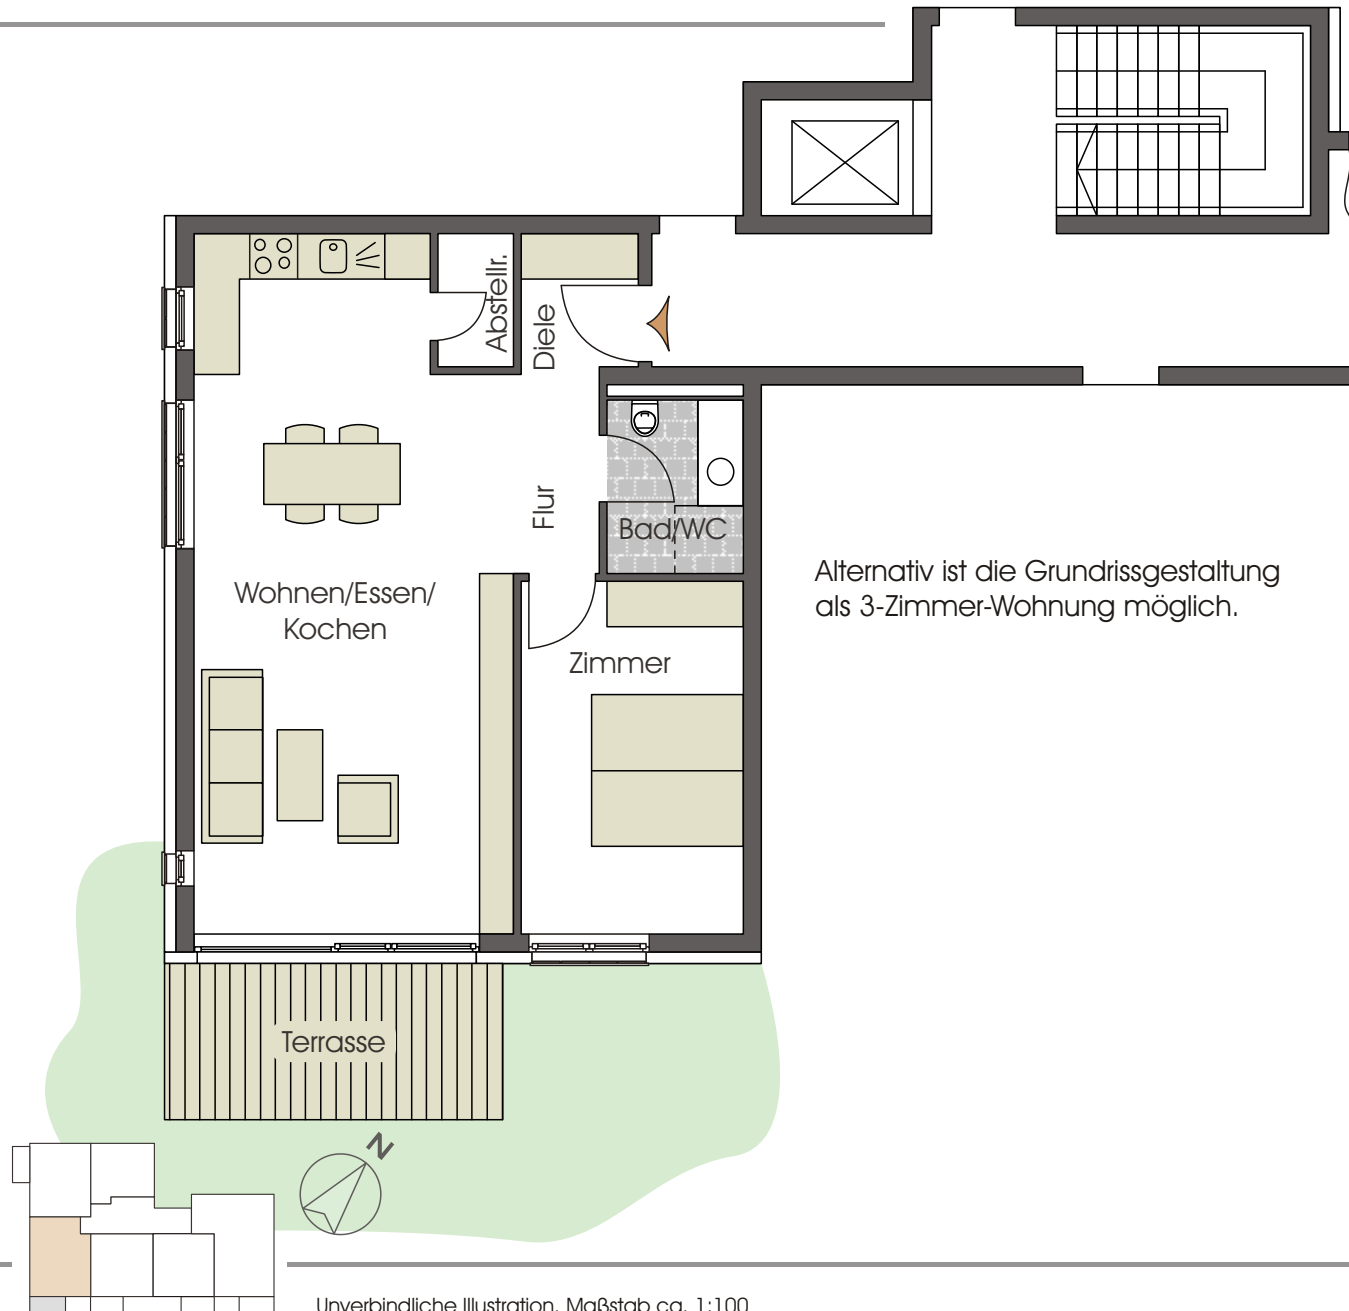 Abstellr.
Diele
Flur
Bad/WC
Alternativ ist die Grundrissgestaltung
als 3-Zimmer-Wohnung möglich.
Wohnen/Essen/
Kochen
Zimmer
Terrasse
N
Unverbindliche Illustration, Maßstab ca. 1:100